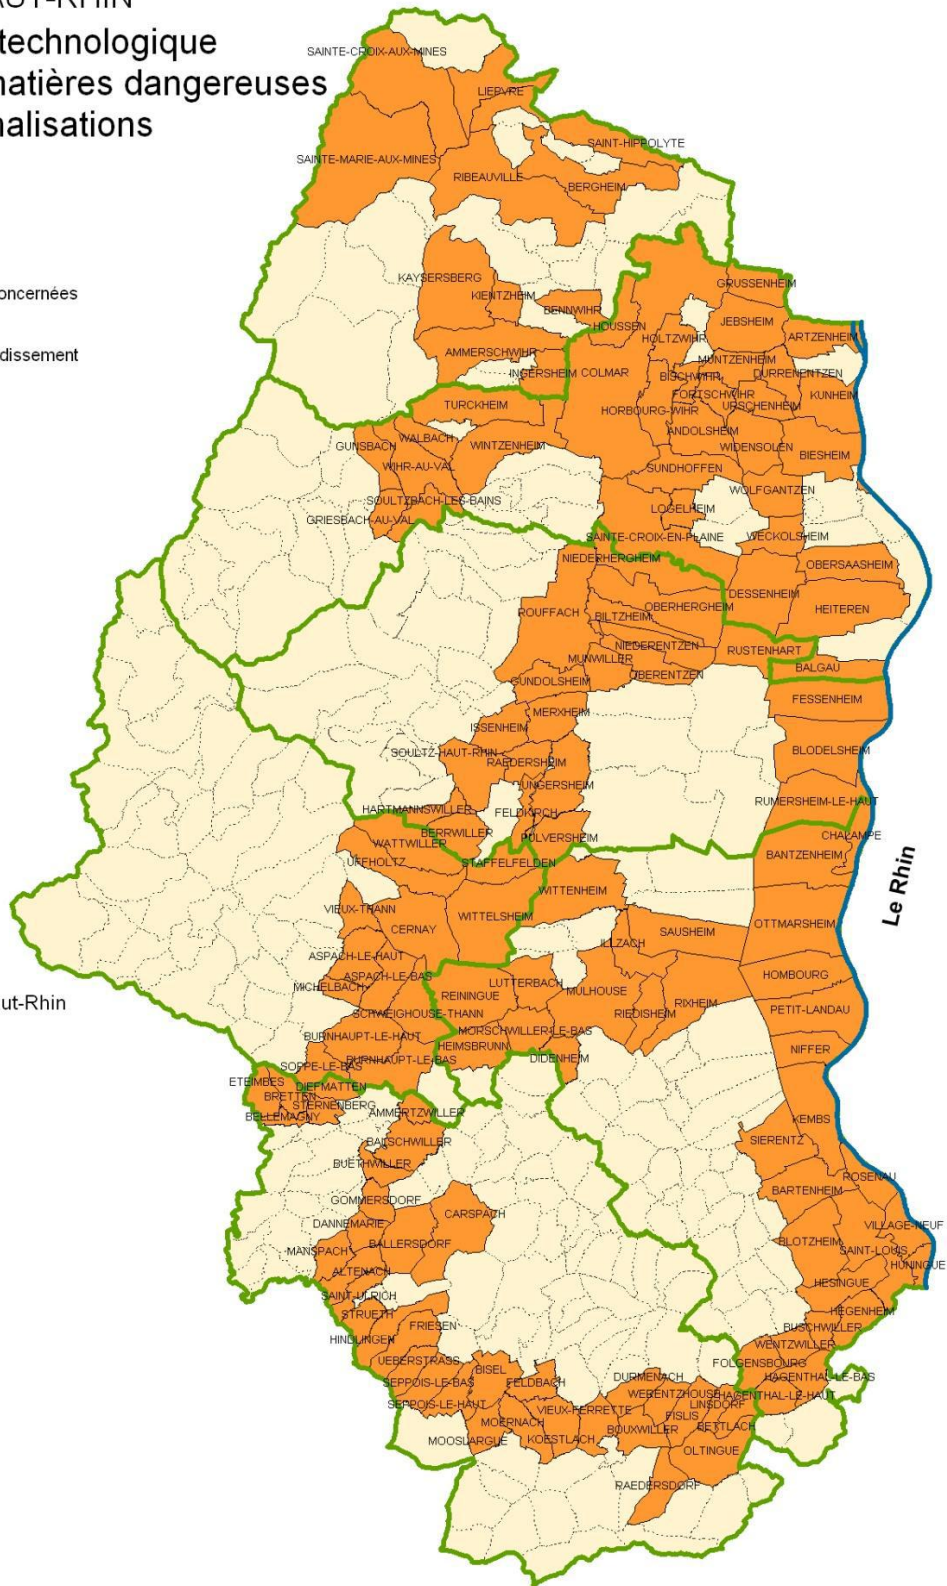 AUT-RHIN
technologique
matières dangereuses
nalisations
oncernées
dissement
ut-Rhin
SAINTE-CROIX-AUX-MINES
LIEPVRE
SAINT-HIPPOLYTE
SAINTE-MARIE-AUX-MINES
RIBEAUVILLE
BERGHEIM
KAYSERSBERG
KIENTZHEIM
BENNWIHR
GRUSSENHEIM
HOUSSEN
JEBSHEIM
HOLTZWIHR
ARTZENHEIM
AMMERSCHWIHR
MUNTZENHEIM
INGERSHEIM
COLMAR
BISCHWIHR
DURRENENTZEN
FORTSCHWIHR
KUNHEIM
TURCKHEIM
HORBOURG-WIHR
URSCHENHEIM
GUNSBACH
WALBACH
WINTZENHEIM
ANDOLSHEIM
WIDENSOLEN
BIESHEIM
WIHR-AU-VAL
SUNDHOFFEN
SOULTZBACH-LES-BAINS
WOLFGANTZEN
GRIESBACH-AU-VAL
LOGELHEIM
SAINTE-CROIX-EN-PLAINE
WECKOLSHEIM
NIEDERHERGHEIM
OBERSAASHEIM
DESSENHEIM
ROUFFACH
BILTZHEIM
OBERHERGHEIM
HEITEREN
NIEDERENTZEN
RUSTENHART
MUNWILLER
OBERENTZEN
BALGAU
GUNDOLSHEIM
FESSENHEIM
MERXHEIM
ISSENHEIM
SOULTZ-HAUT-RHIN
RAEDERSHEIM
BLODELSHEIM
UNGERSHEIM
HARTMANNSWILLER
FELDKIRCH
RUMERSHEIM-LE-HAUT
BERRWILLER
PULVERSHEIM
CHALAMPE
WATTWILLER
UFFHOLTZ
STAFFELFELDEN
BANTZENHEIM
WITTENHEIM
Le Rhin
VIEUX-THANN
CERNAY
WITTELSHEIM
OTTMARSHEIM
ILLZACH
SAUSHEIM
ASPACH-LE-HAUT
ASPACH-LE-BAS
MICHELBACH
HOMBOURG
REININGUE
LUTTERBACH
MULHOUSE
RIXHEIM
SCHWEIGHOUSE-THANN
RIEDISHEIM
PETIT-LANDAU
BURNHAUPT-LE-HAUT
MORSCHWILLER-LE-BAS
HEIMSBRUNN
NIFFER
SOPPE-LE-BAS
BURNHAUPT-LE-BAS
DIDENHEIM
ETEIMBES
DIEFMATTEN
BRETTEN
STERNENBERG
BELLEMAGNY
AMMERTZWILLER
KEMBS
BALSCHWILLER
SIERENTZ
BUETHWILLER
ROSENAU
GOMMERSDORF
BARTENHEIM
DANNEMARIE
CARSPACH
VILLAGE-NEUF
MANSPACH
BALLERSDORF
BLOTZHEIM
SAINT-LOUIS
HUNINGUE
ALTENACH
HESINGUE
SAINT-ULRICH
STRUETH
HEGENHEIM
FRIESEN
BUSCHWILLER
HINDLINGEN
WENTZWILLER
UEBERSTRASS
FOLGENSBOURG
BISEL
SEPPOIS-LE-BAS
FELDBACH
DURMENACH
HAGENTHAL-LE-BAS
WERENTZHOUSE
HAGENTHAL-LE-HAUT
SEPPOIS-LE-HAUT
LINSDORF
VIEUX-FERRETTE
FISLIS
MOERNACH
BOUXWILLER
BETTLACH
MOOSLARGUE
KOESTLACH
OLTINGUE
RAEDERSDORF